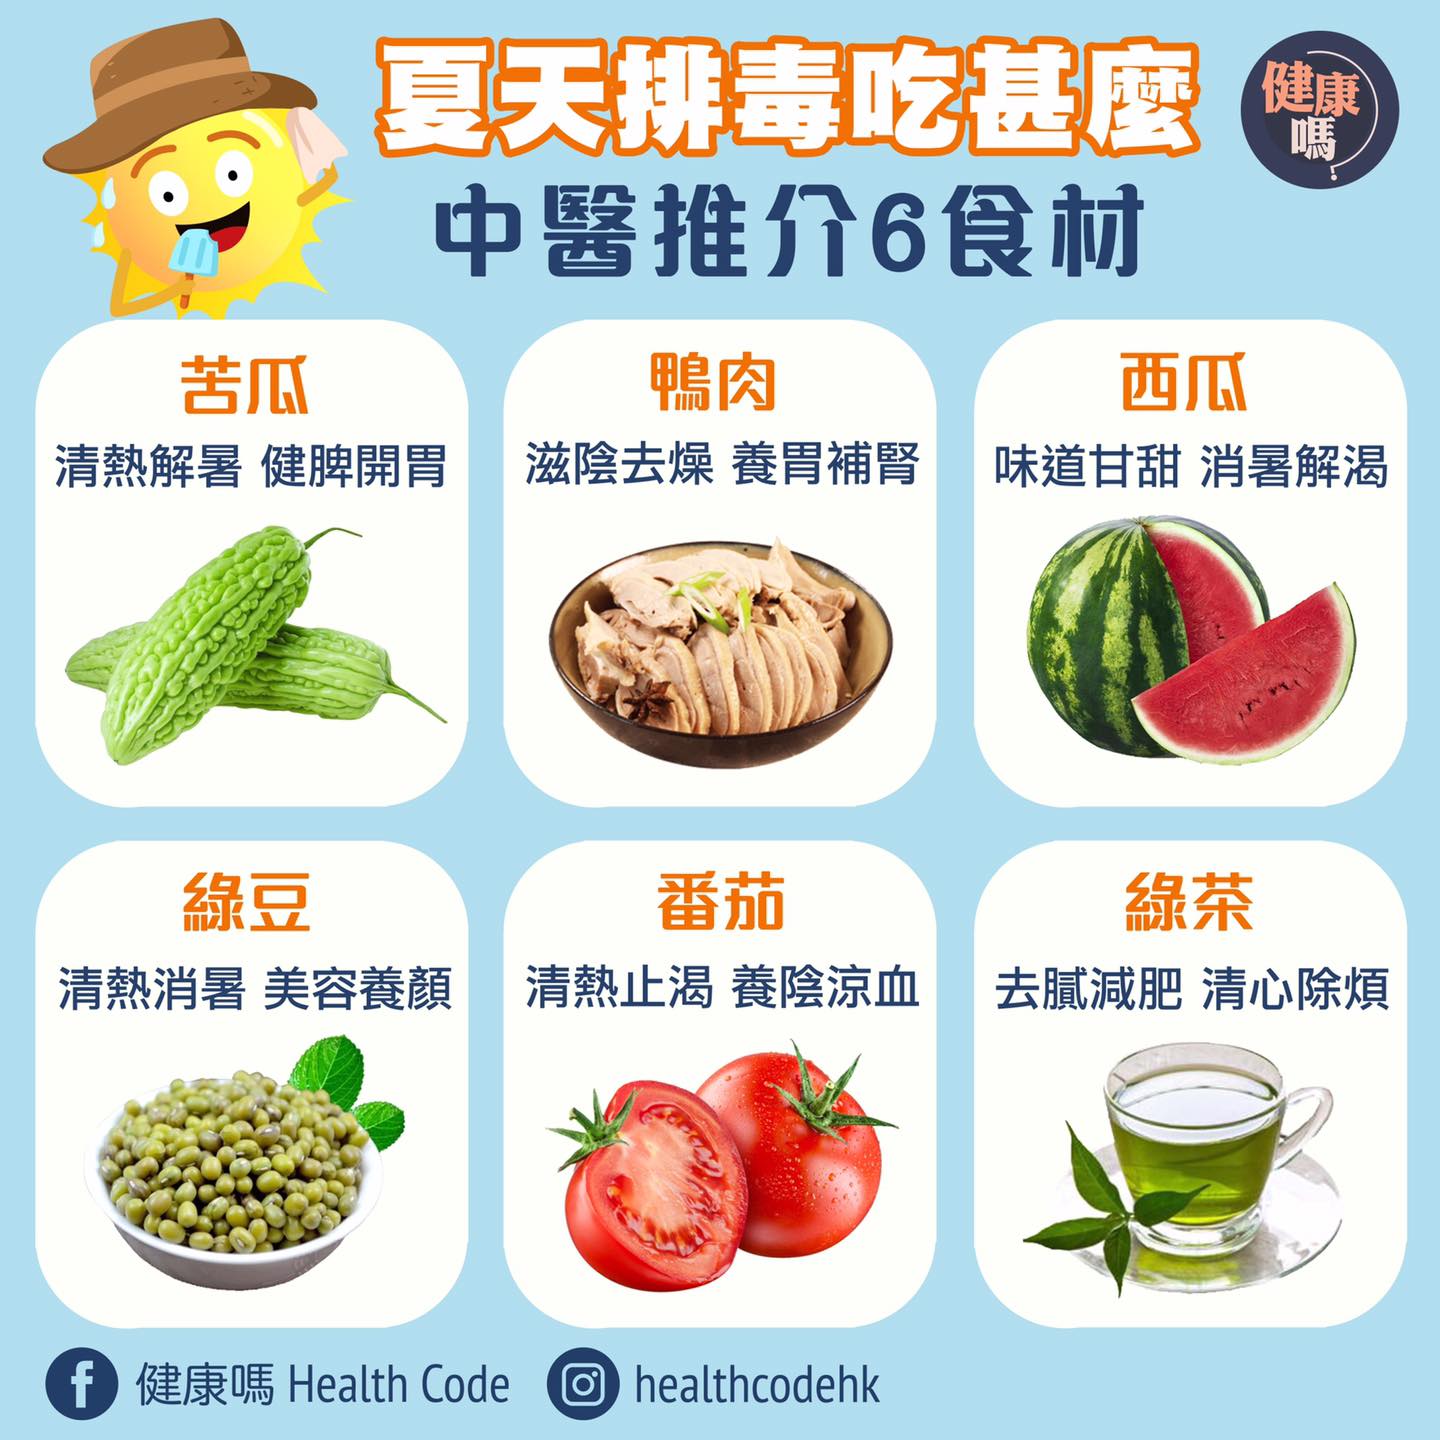 夏天排毒吃甚麼
健康
嗎?
中醫推介6食材
苦瓜
清熱解暑 健脾開胃
鴨肉
滋陰去燥 養胃補腎
西瓜
味道甘甜 消暑解渴
綠豆
清熱消暑 美容養顏
番茄
清熱止渴 養陰涼血
綠茶
去膩減肥 清心除煩
健康嗎 Health Code
healthcodehk